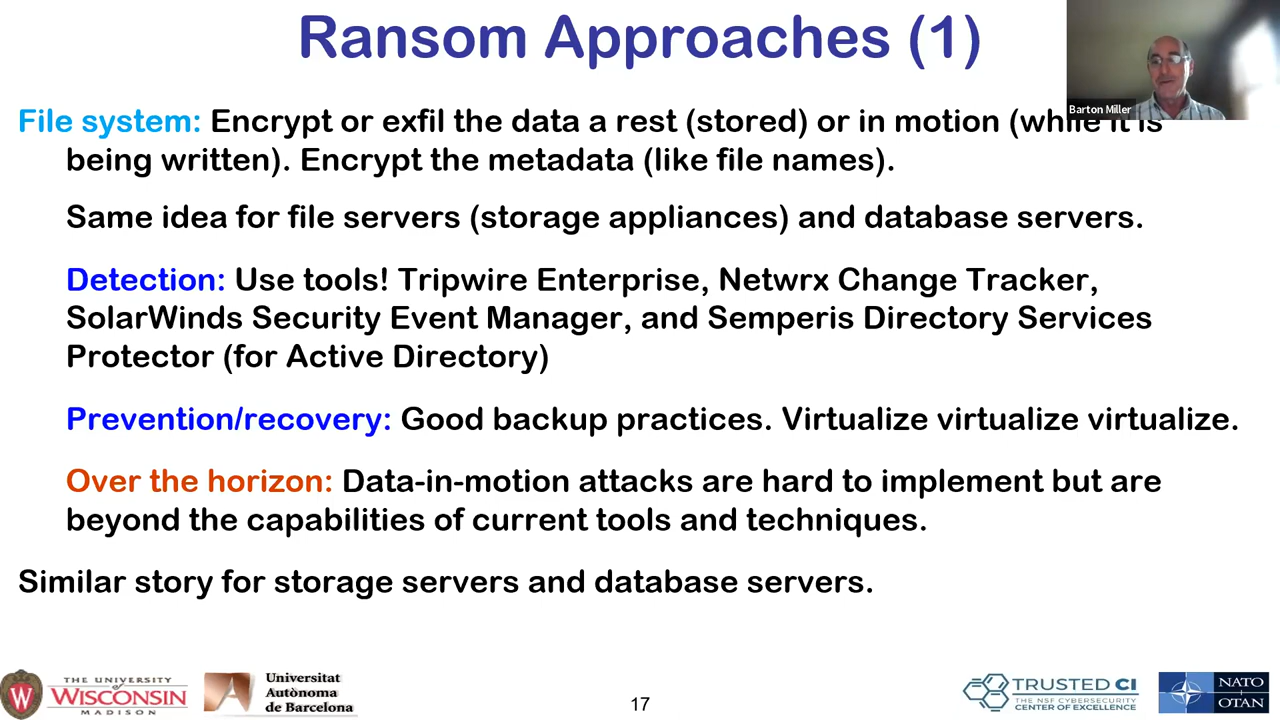 Ransom Approaches (1)
Barton Miller
File system: Encrypt or exfil the data a rest (stored) or in motion (while it is
being written). Encrypt the metadata (like file names).
Same idea for file servers (storage appliances) and database servers.
Detection: Use tools! Tripwire Enterprise, Netwrx Change Tracker,
SolarWinds Security Event Manager, and Semperis Directory Services
Protector (for Active Directory)
Prevention/recovery: Good backup practices. Virtualize virtualize virtualize.
Over the horizon: Data-in-motion attacks are hard to implement but are
beyond the capabilities of current tools and techniques.
Similar story for storage servers and database servers.
THE UNIVERSITY
of
WISCONSIN
MADISON
Universitat
Autònoma
de Barcelona
17
TRUSTED CI
THE NSF CYBERSECURITY
CENTER OF EXCELLENCE
NATO
OTAN